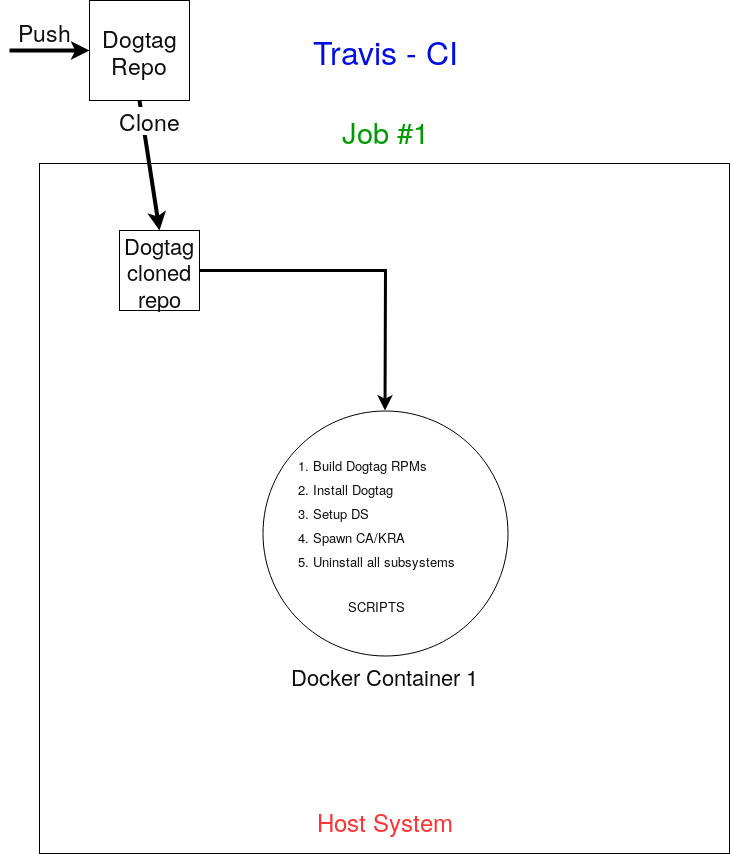 Push
Dogtag
Repo
Travis - CI
Clone
Job #1
Dogtag
cloned
repo
1. Build Dogtag RPMs
2. Install Dogtag
3. Setup DS
4. Spawn CA/KRA
5. Uninstall all subsystems
SCRIPTS
Docker Container 1
Host System